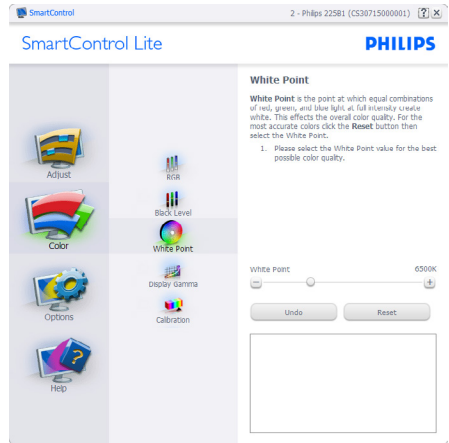 SmartControl
2 - Philips 225B1 (CS30715000001)
SmartControl Lite
PHILIPS
Adjust
Color
Options
Help
RGB
Black Level
White Point
Display Gamma
Calibration
White Point
White Point is the point at which equal combinations
of red, green, and blue light at full intensity create
white. This effects the overall color quality. For the
most accurate colors click the Reset button then
select the White Point.
1. Please select the White Point value for the best
possible color quality.
White Point 6500K
Undo Reset